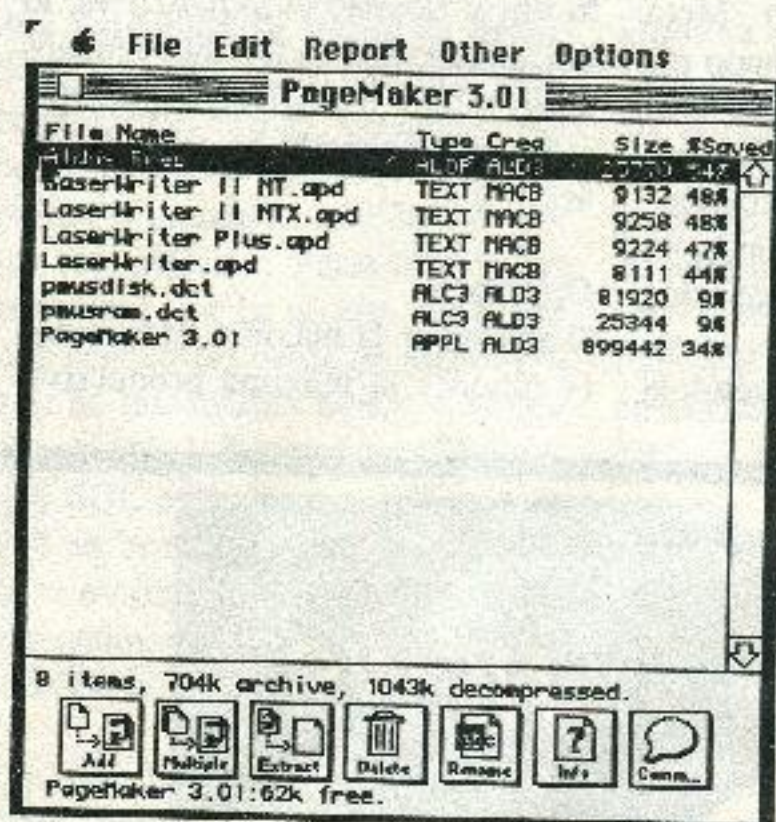 File Edit Report Other Options
PageMaker 3.01
File Name Type Crea Size %Saved
ALD3
LaserWriter II NT.apd TEXT MACB 9132 48%
LaserWriter II NTX.apd TEXT MACB 9258 48%
LaserWriter Plus.apd TEXT MACB 9224 47%
LaserWriter.apd TEXT MACB 8111 44%
pmusdisk.dct ALC3 ALD3 81920 9%
pmusram.dct ALC3 ALD3 25344 9%
PageMaker 3.01 APPL ALD3 899442 34%
8 items, 704k archive, 1043k decompressed.
Add Multiple Extract Delete Rename Info Comm...
PageMaker 3.01:62k free.